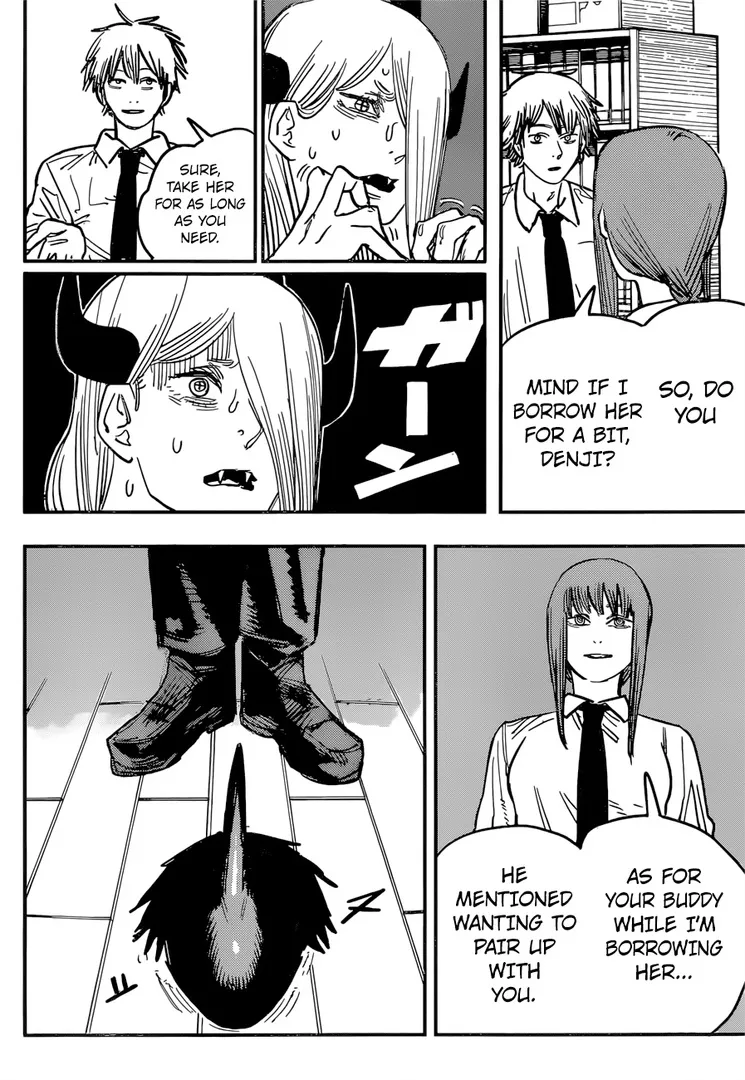 SO, DO
YOU
MIND IF I
BORROW HER
FOR A BIT,
DENJI?
SURE,
TAKE HER
FOR AS LONG
AS YOU
NEED.
ガーン
AS FOR
YOUR BUDDY
WHILE I'M
BORROWING
HER...
HE
MENTIONED
WANTING TO
PAIR UP
WITH
YOU.
ズ